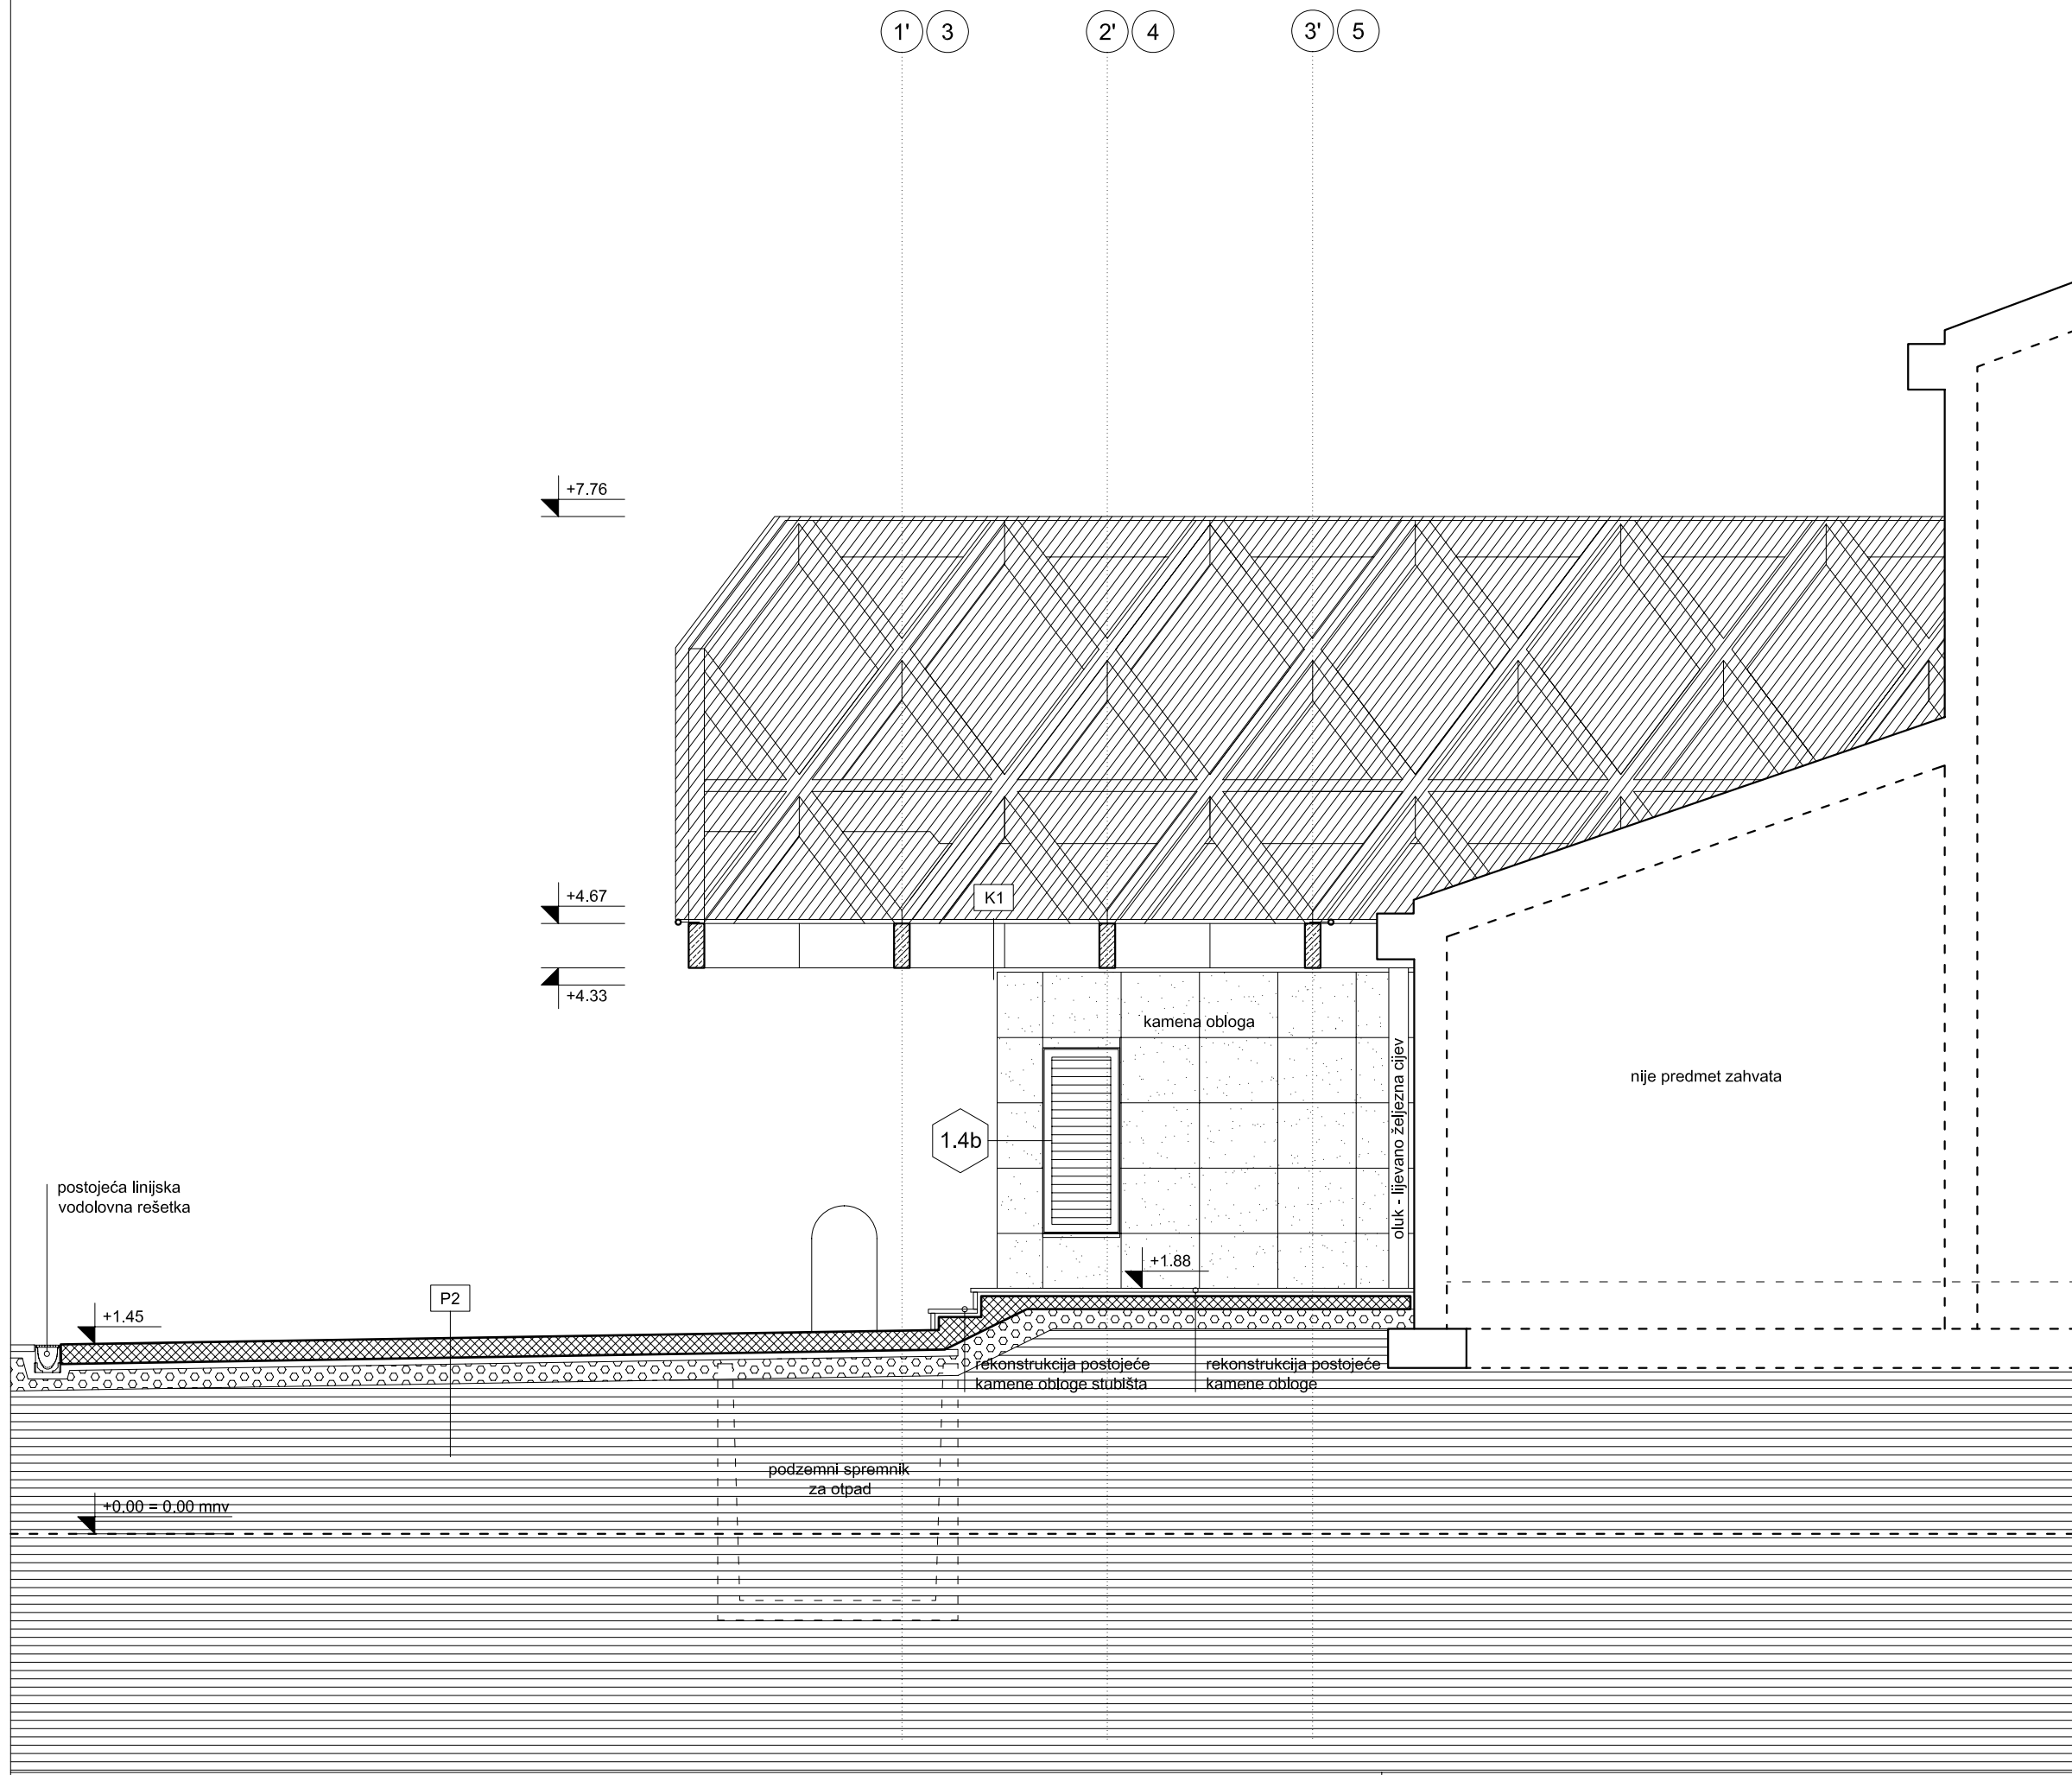 1' 3 2' 4 3' 5
+7.76
+4.67
K1
+4.33
kamena obloga
oluk - lijevano željezna cijev
nije predmet zahvata
1.4b
postojeća linijska
vodolovna rešetka
+1.88
P2
+1.45
rekonstrukcija postojeće
kamene obloge stubišta
rekonstrukcija postojeće
kamene obloge
podzemni spremnik
za otpad
+0.00 = 0.00 mnv